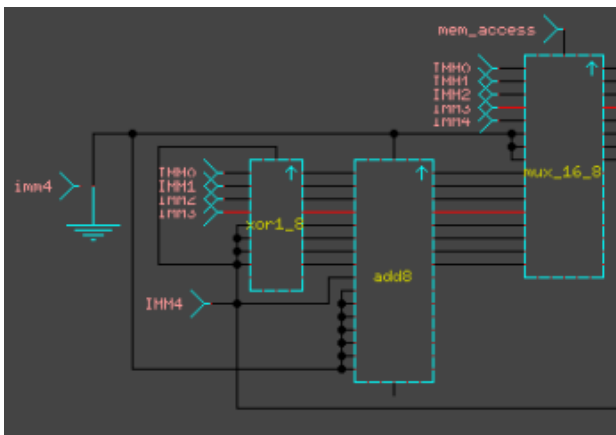 mem_access
IMM0
IMM1
IMM2
IMM3
IMM4
mux_16_8
IMM0
IMM1
IMM2
IMM3
imm4
xor1_8
add8
IMM4